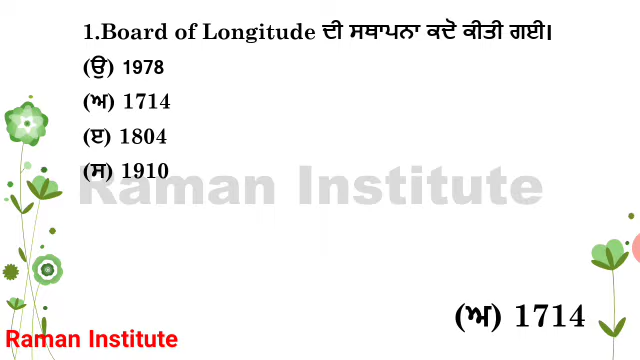 1.Board of Longitude ਦੀ ਸਥਾਪਨਾ ਕਦੋ ਕੀਤੀ ਗਈ।
(ੳ) 1978
(ਅ) 1714
(ੲ) 1804
(ਸ) 1910
Raman Institute
(ਅ) 1714
Raman Institute